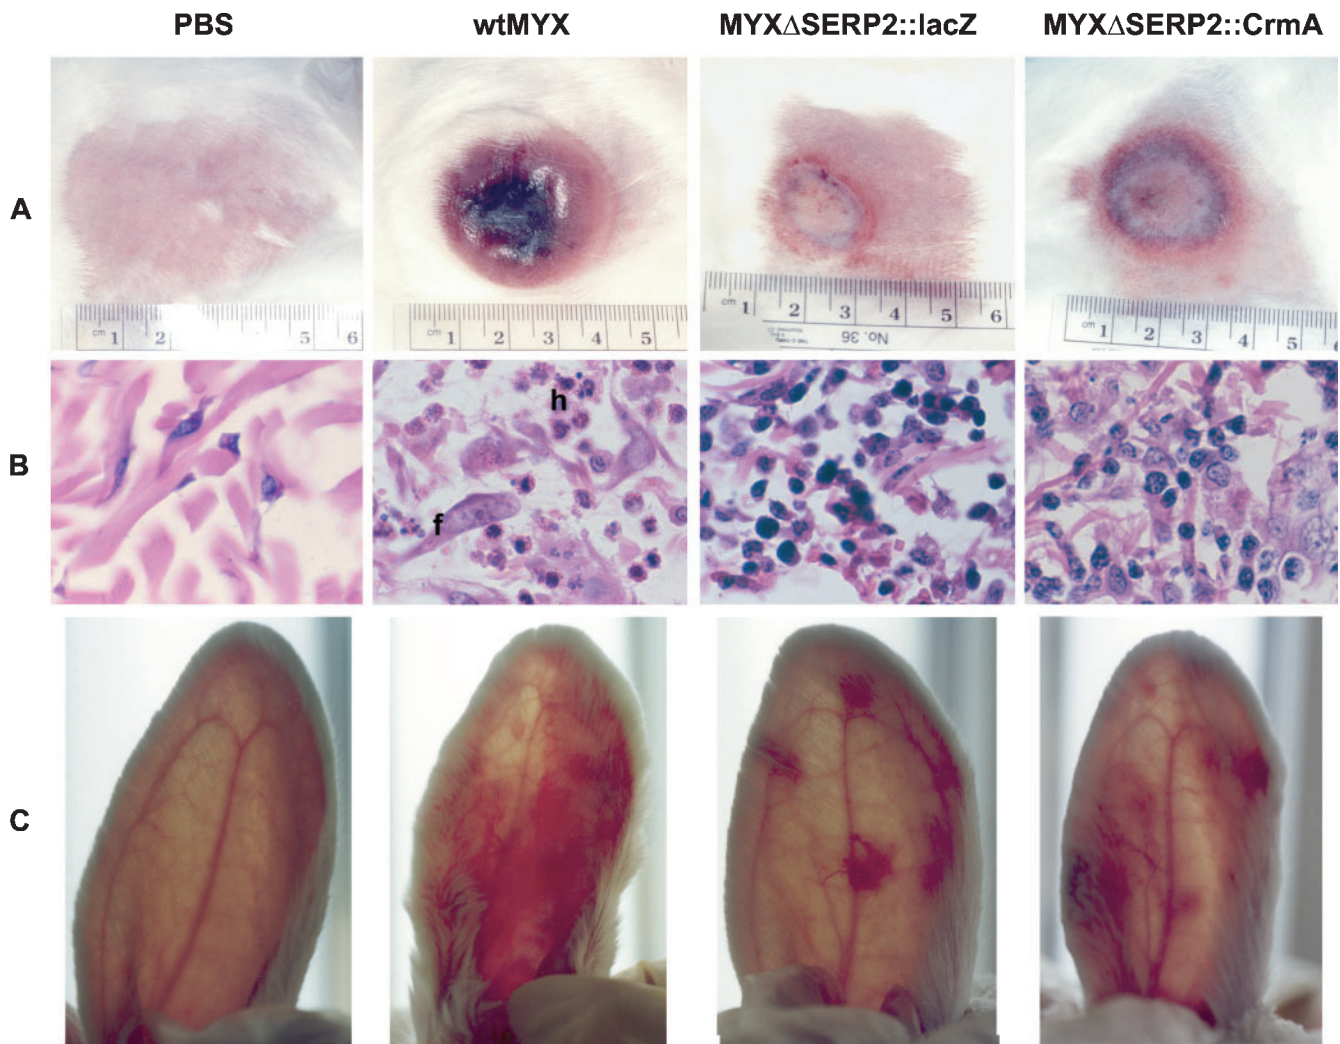 PBS
wtMYX
MYXΔSERP2::lacZ
MYXΔSERP2::CrmA
A
cm 1 2 5 6
cm 1 2 3 4 5
cm 1 2 3 4 5 6
No. 36
cm 1 2 3 4 5 6
B
h
f
C